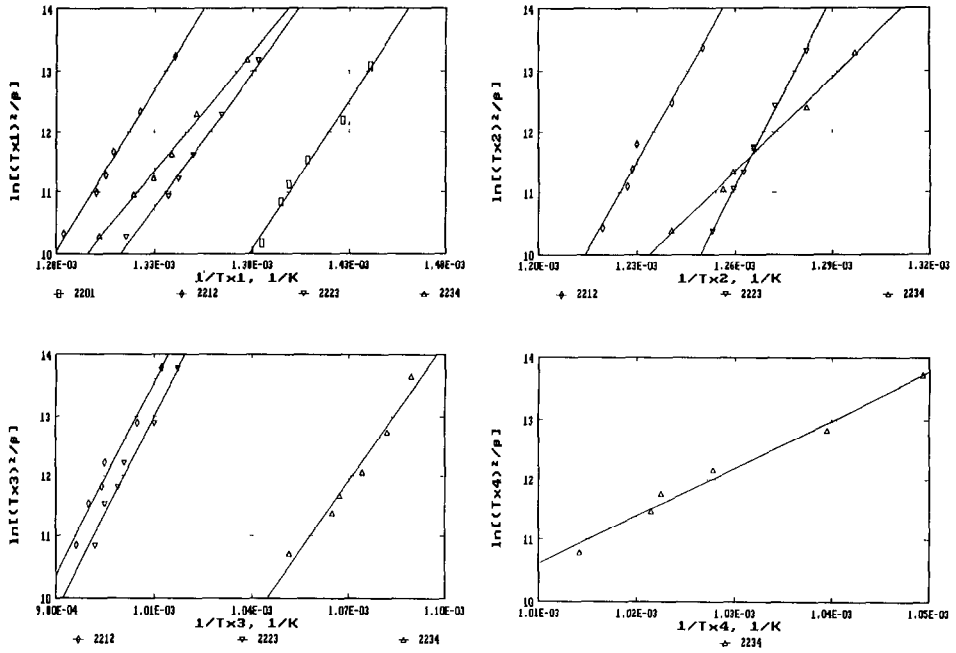 14
13
12
11
10
ln[(Tx1)²/β]
1.28E-03 1.33E-03 1.38E-03 1.43E-03 1.48E-03
1/Tx1, 1/K
2201 2212 2223 2234
14
13
12
11
10
ln[(Tx2)²/β]
1.20E-03 1.23E-03 1.26E-03 1.29E-03 1.32E-03
1/Tx2, 1/K
2212 2223 2234
14
13
12
11
10
ln[(Tx3)²/β]
9.80E-04 1.01E-03 1.04E-03 1.07E-03 1.10E-03
1/Tx3, 1/K
2212 2223 2234
14
13
12
11
10
ln[(Tx4)²/β]
1.01E-03 1.02E-03 1.03E-03 1.04E-03 1.05E-03
1/Tx4, 1/K
2234